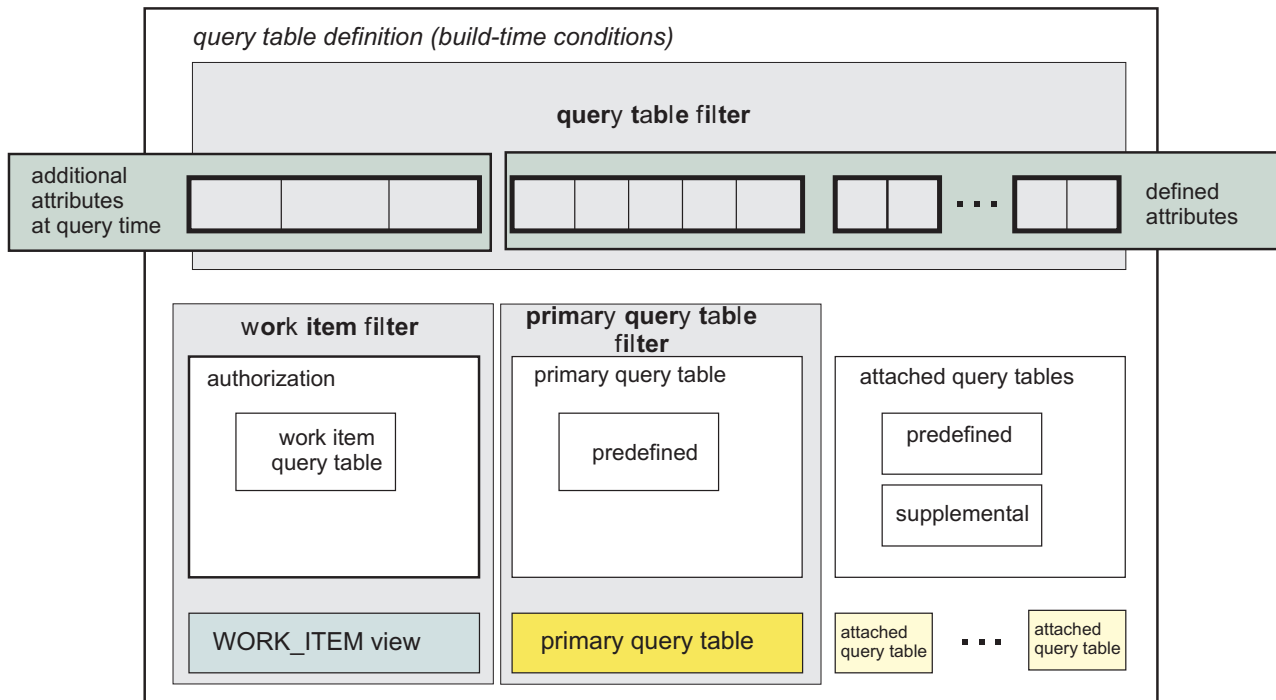 query table definition (build-time conditions)
query table filter
additional
attributes
at query time
defined
attributes
work item filter
primary query table
filter
authorization
work item
query table
primary query table
predefined
attached query tables
predefined
supplemental
WORK_ITEM view
primary query table
attached
query table
attached
query table